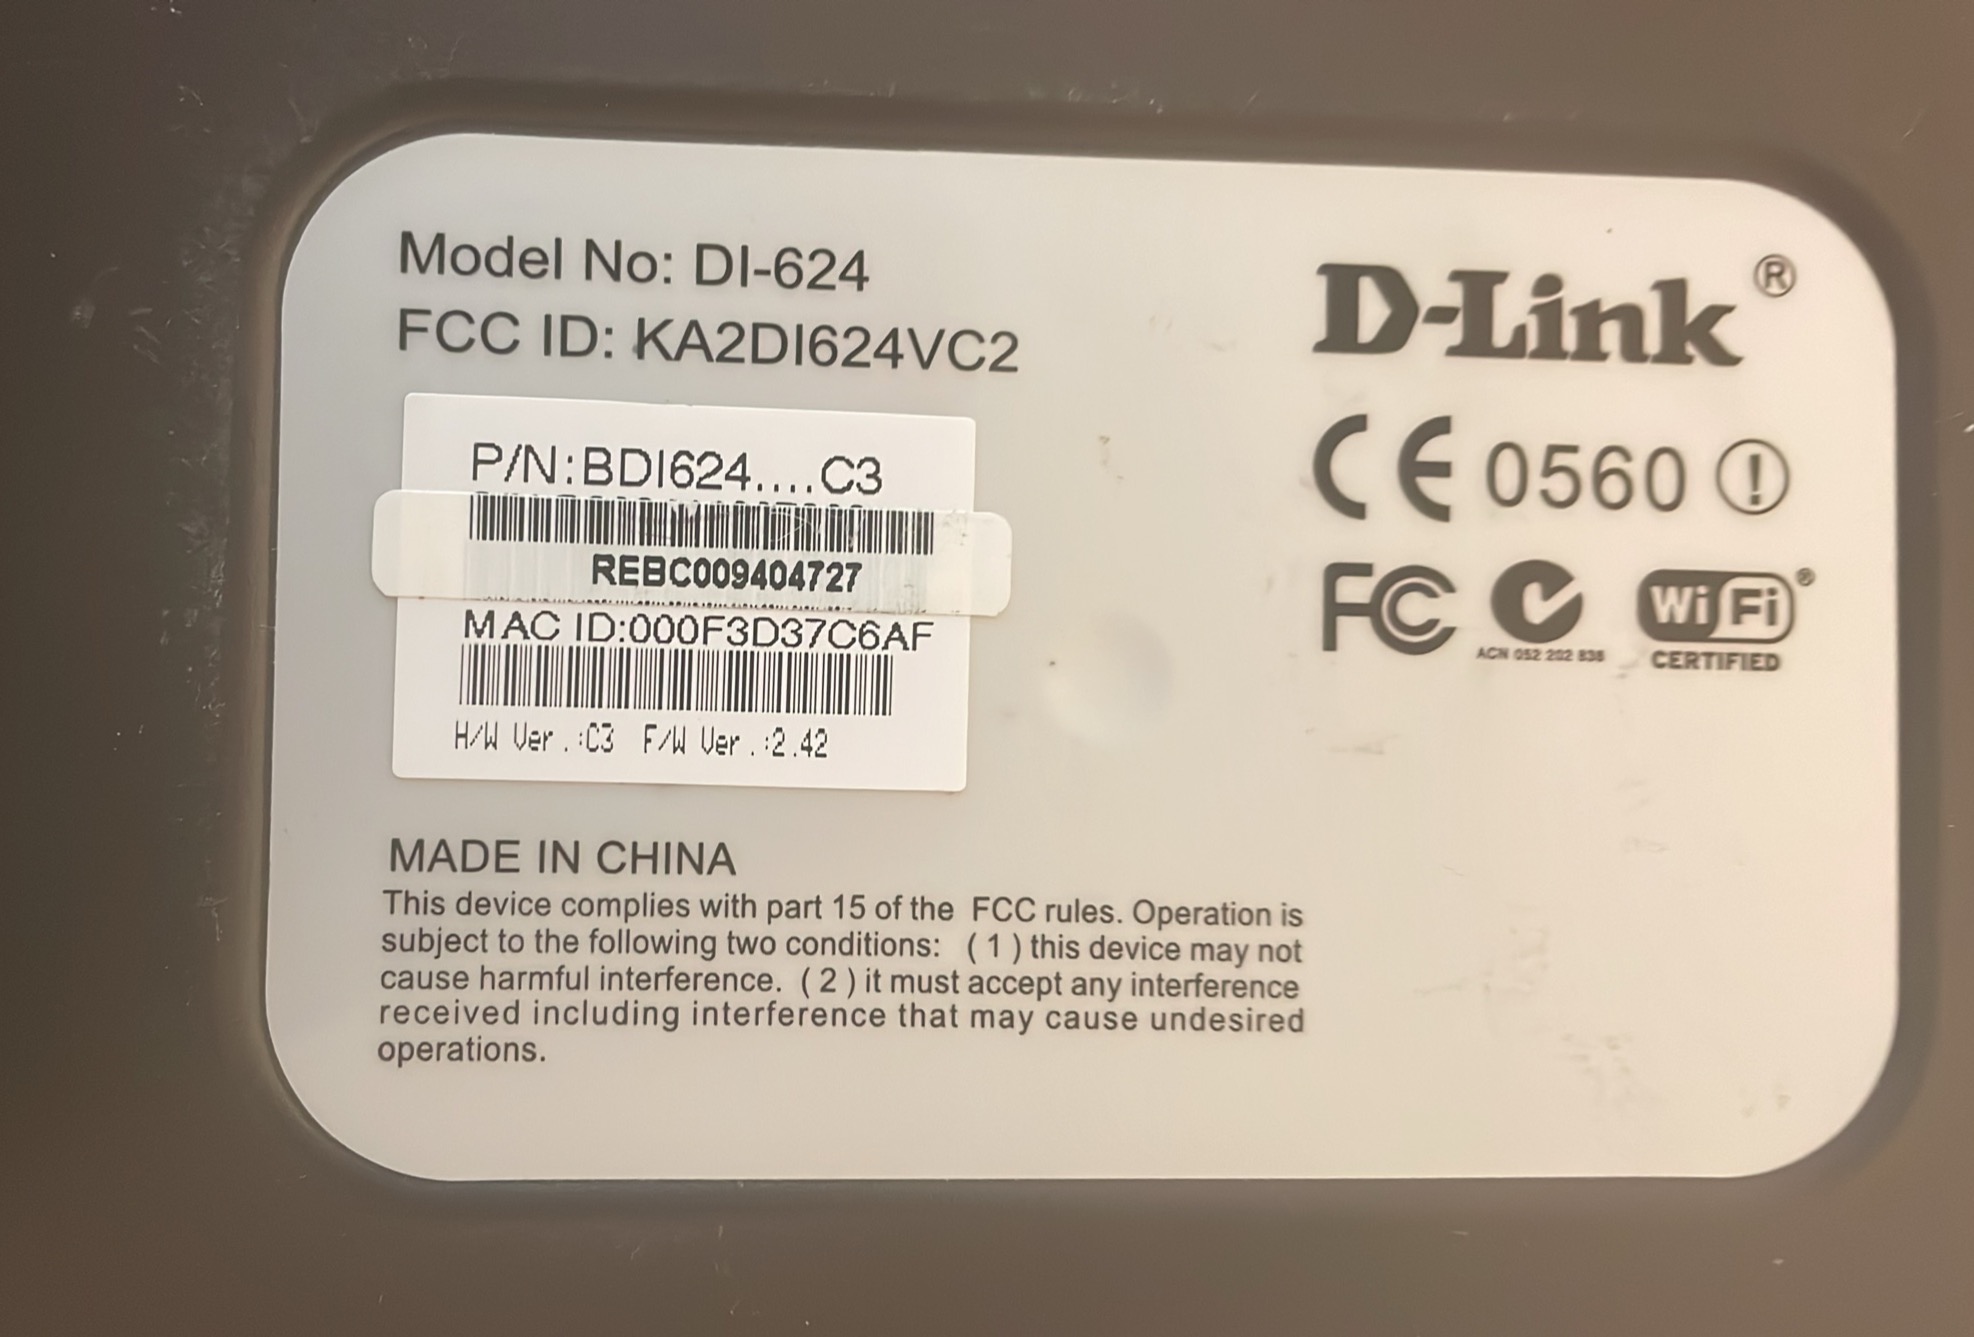 Model No: DI-624
FCC ID: KA2DI624VC2
P/N:BDI624....C3
REBC009404727
MAC ID:000F3D37C6AF
H/W Ver.:C3 F/W Ver.:2.42
MADE IN CHINA
This device complies with part 15 of the FCC rules. Operation is
subject to the following two conditions: ( 1 ) this device may not
cause harmful interference. ( 2 ) it must accept any interference
received including interference that may cause undesired
operations.
D-Link®
CE 0560 !
FC
ACN 052 202 838
Wi Fi®
CERTIFIED